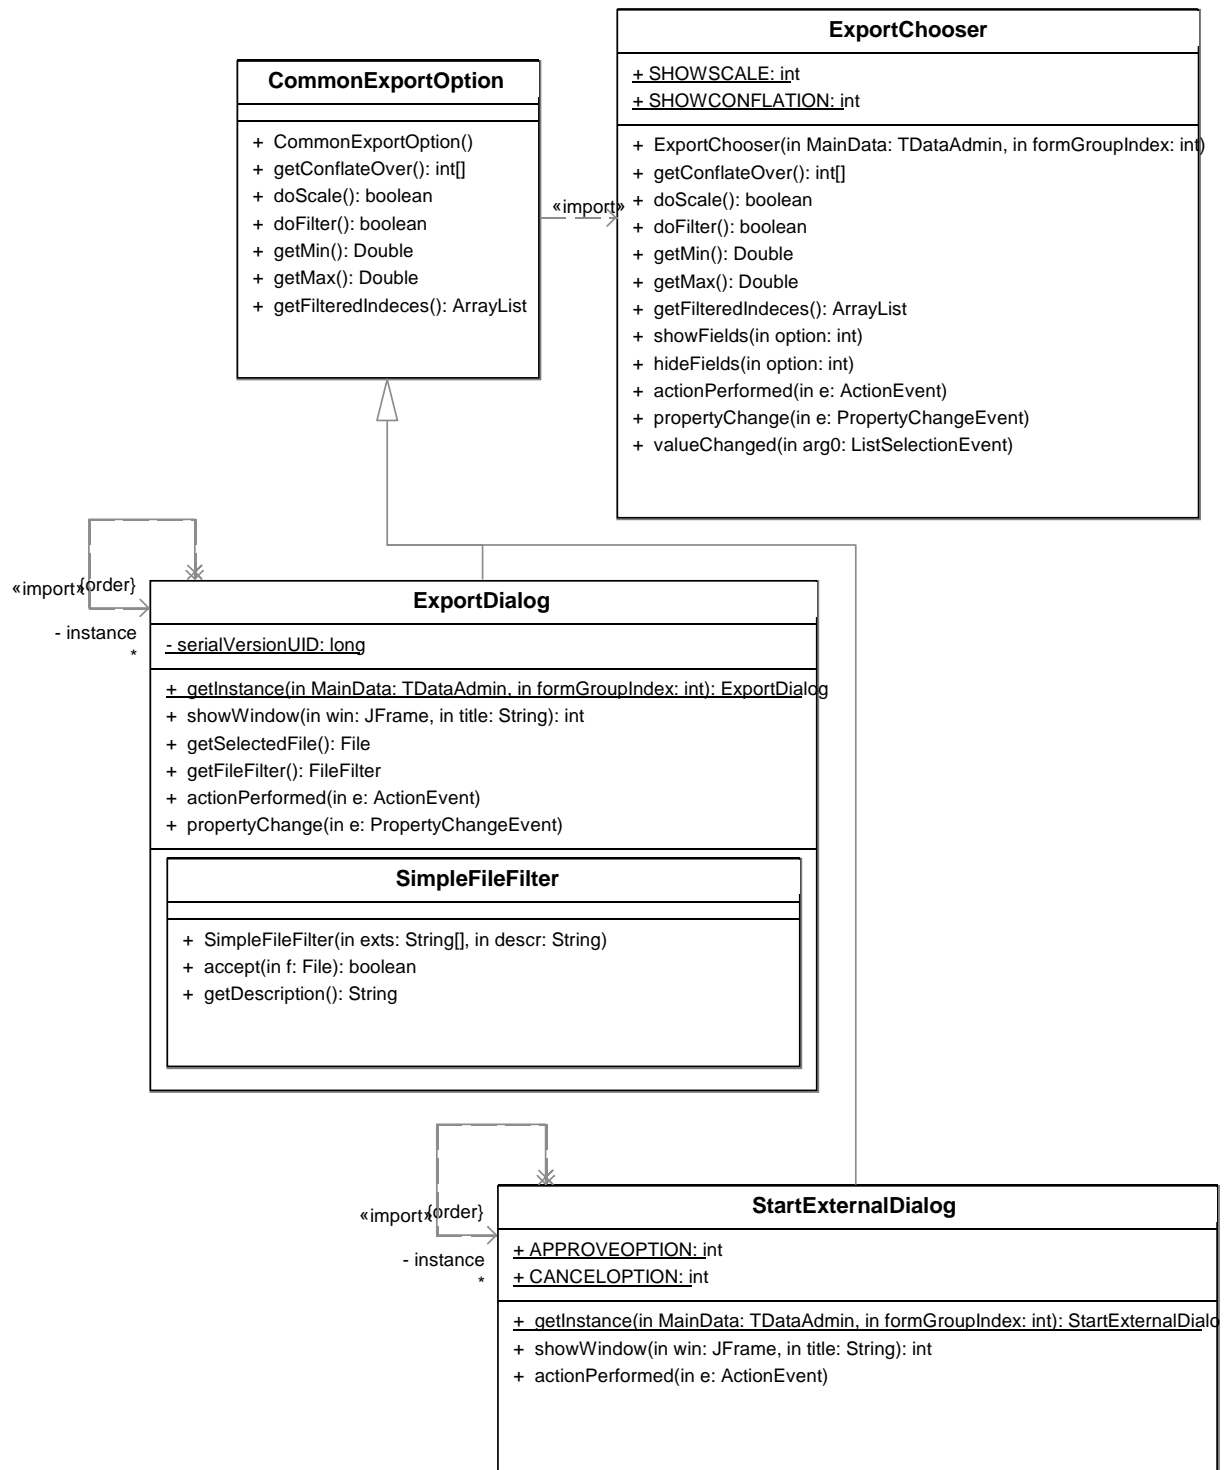 ExportChooser
+ SHOWSCALE: int
+ SHOWCONFLATION: int
+ ExportChooser(in MainData: TDataAdmin, in formGroupIndex: int)
+ getConflateOver(): int[]
+ doScale(): boolean
+ doFilter(): boolean
+ getMin(): Double
+ getMax(): Double
+ getFilteredIndeces(): ArrayList
+ showFields(in option: int)
+ hideFields(in option: int)
+ actionPerformed(in e: ActionEvent)
+ propertyChange(in e: PropertyChangeEvent)
+ valueChanged(in arg0: ListSelectionEvent)
CommonExportOption
+ CommonExportOption()
+ getConflateOver(): int[]
+ doScale(): boolean
+ doFilter(): boolean
+ getMin(): Double
+ getMax(): Double
+ getFilteredIndeces(): ArrayList
«import»
«import»
{order}
- instance
*
ExportDialog
- serialVersionUID: long
+ getInstance(in MainData: TDataAdmin, in formGroupIndex: int): ExportDialog
+ showWindow(in win: JFrame, in title: String): int
+ getSelectedFile(): File
+ getFileFilter(): FileFilter
+ actionPerformed(in e: ActionEvent)
+ propertyChange(in e: PropertyChangeEvent)
SimpleFileFilter
+ SimpleFileFilter(in exts: String[], in descr: String)
+ accept(in f: File): boolean
+ getDescription(): String
«import»
{order}
- instance
*
StartExternalDialog
+ APPROVEOPTION: int
+ CANCELOPTION: int
+ getInstance(in MainData: TDataAdmin, in formGroupIndex: int): StartExternalDialo
+ showWindow(in win: JFrame, in title: String): int
+ actionPerformed(in e: ActionEvent)